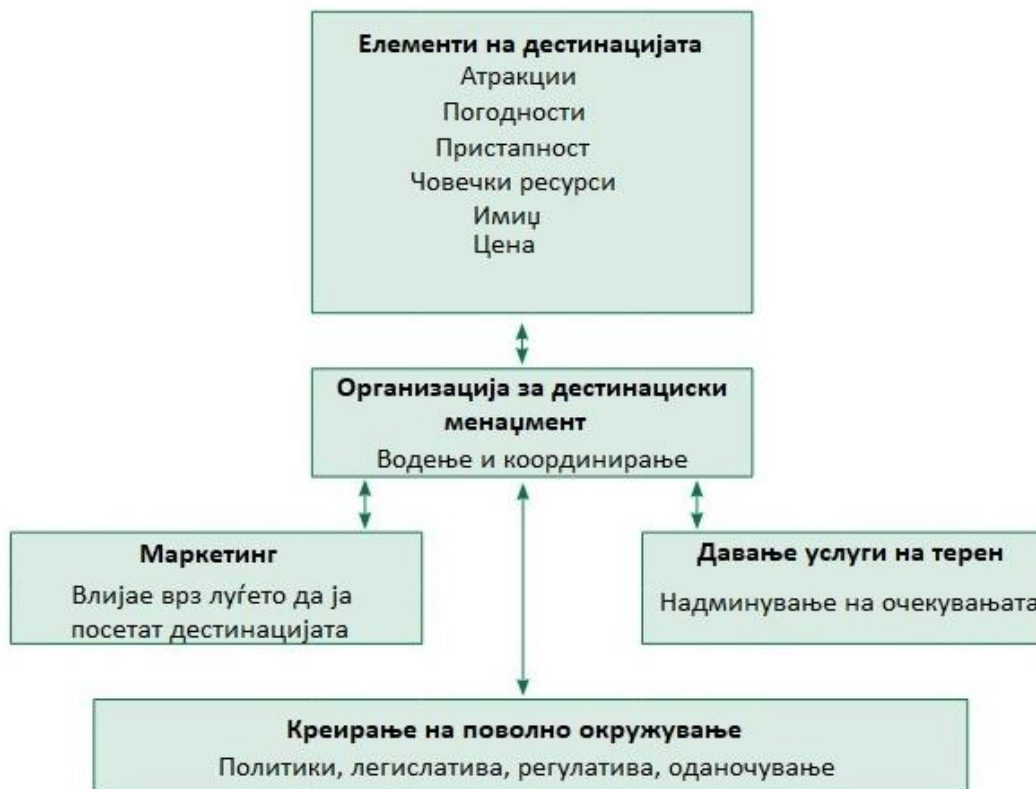 Елементи на дестинацијата
Атракции
Погодности
Пристапност
Човечки ресурси
Имиџ
Цена
Организација за дестинациски
менаџмент
Водење и координирање
Маркетинг
Влијае врз луѓето да ја
посетат дестинацијата
Давање услуги на терен
Надминување на очекувањата
Креирање на поволно окружување
Политики, легислатива, регулатива, оданочување